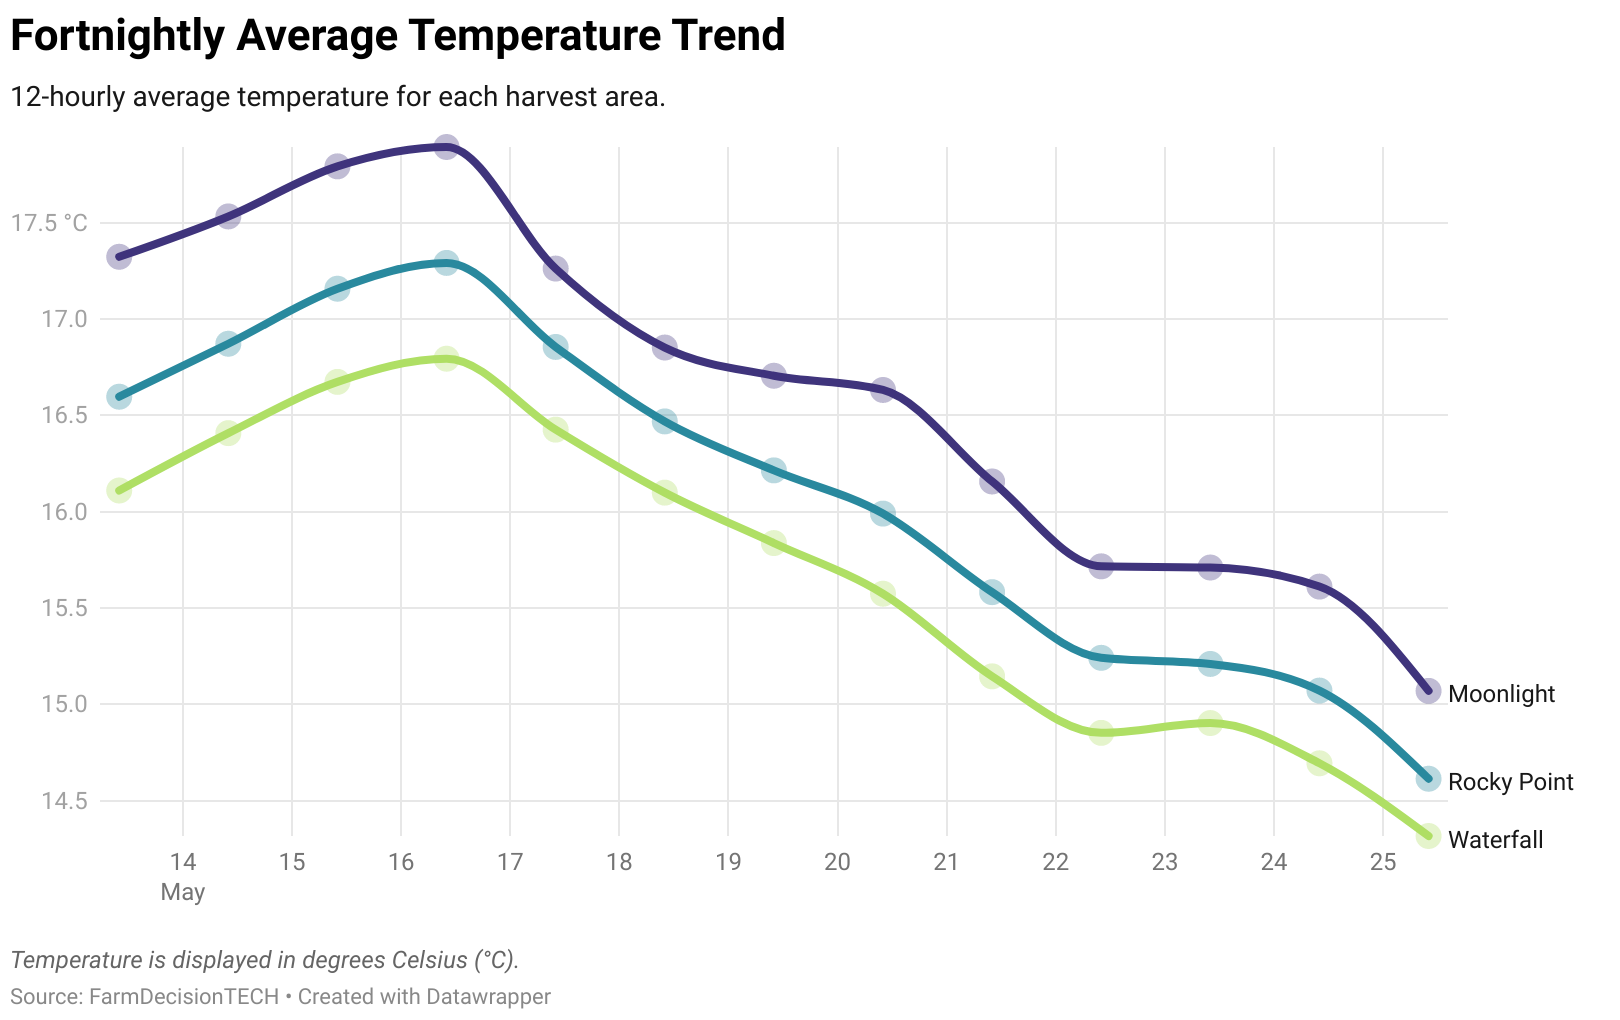 Fortnightly Average Temperature Trend
12-hourly average temperature for each harvest area.
17.5 °C
17.0
16.5
16.0
15.5
15.0
14.5
Moonlight
Rocky Point
Waterfall
14 15 16 17 18 19 20 21 22 23 24 25
May
Temperature is displayed in degrees Celsius (°C).
Source: FarmDecisionTECH • Created with Datawrapper